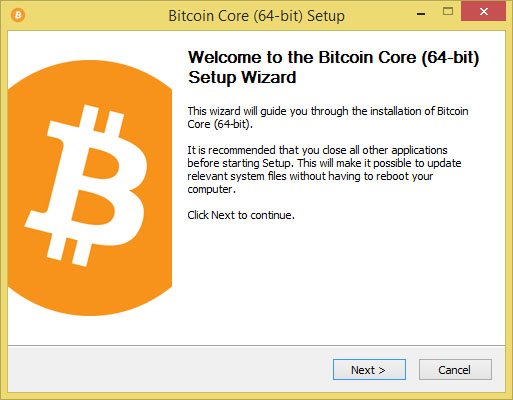 Bitcoin Core (64-bit) Setup
Welcome to the Bitcoin Core (64-bit)
Setup Wizard
This wizard will guide you through the installation of Bitcoin
Core (64-bit).
It is recommended that you close all other applications
before starting Setup. This will make it possible to update
relevant system files without having to reboot your
computer.
Click Next to continue.
Next >
Cancel